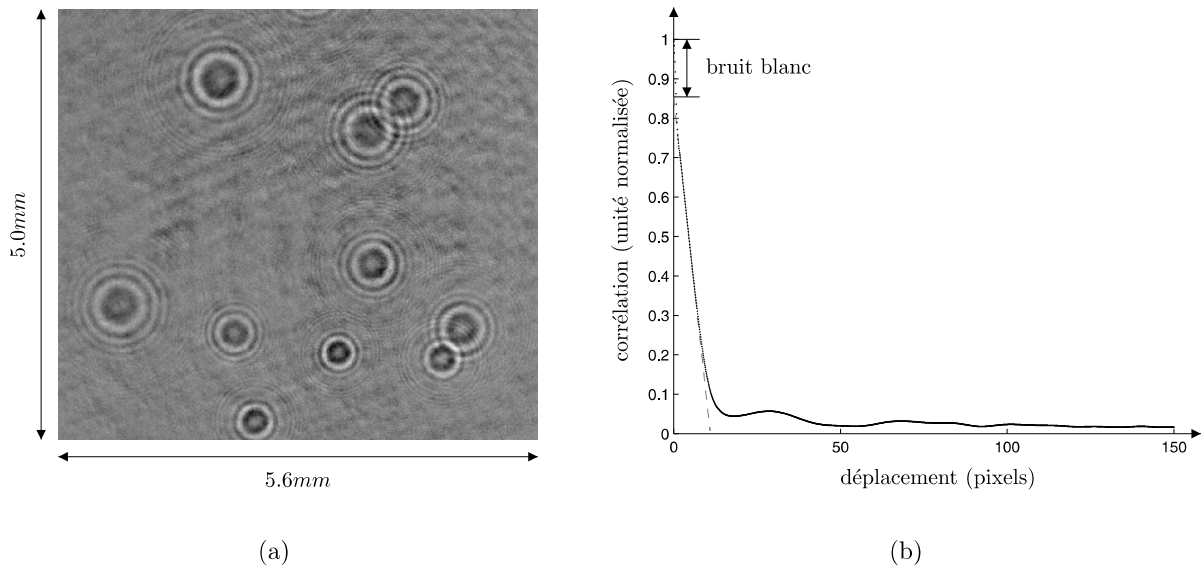 5.0mm
5.6mm
(a)
corrélation (unité normalisée)
1
0.9
0.8
0.7
0.6
0.5
0.4
0.3
0.2
0.1
0
bruit blanc
0
50
100
150
déplacement (pixels)
(b)